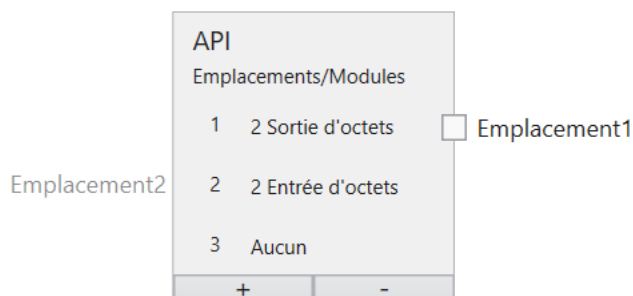 API
Emplacements/Modules
1 2 Sortie d'octets Emplacement1
Emplacement2 2 2 Entrée d'octets
3 Aucun
+ -